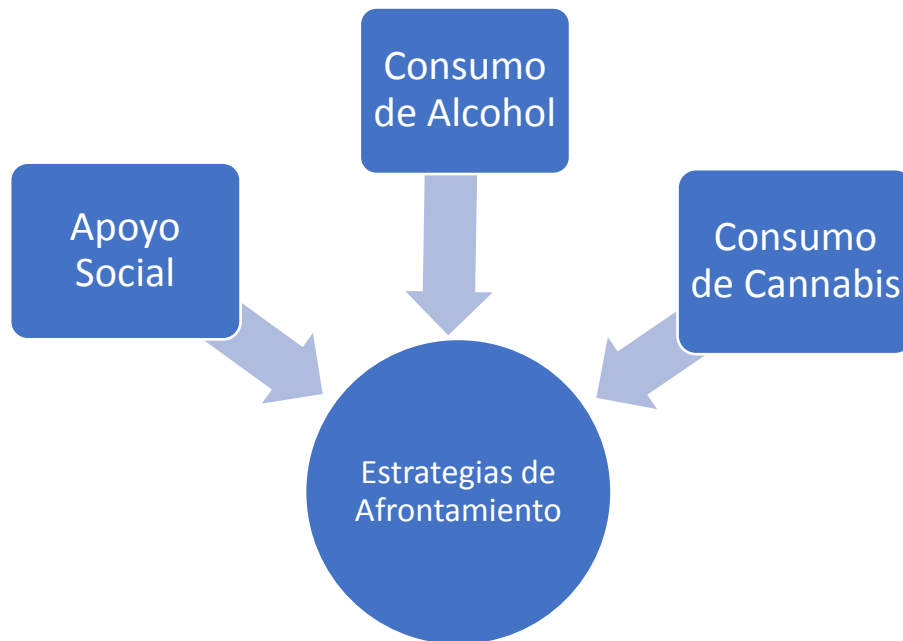 Consumo
de Alcohol
Apoyo
Social
Consumo
de Cannabis
Estrategias de
Afrontamiento